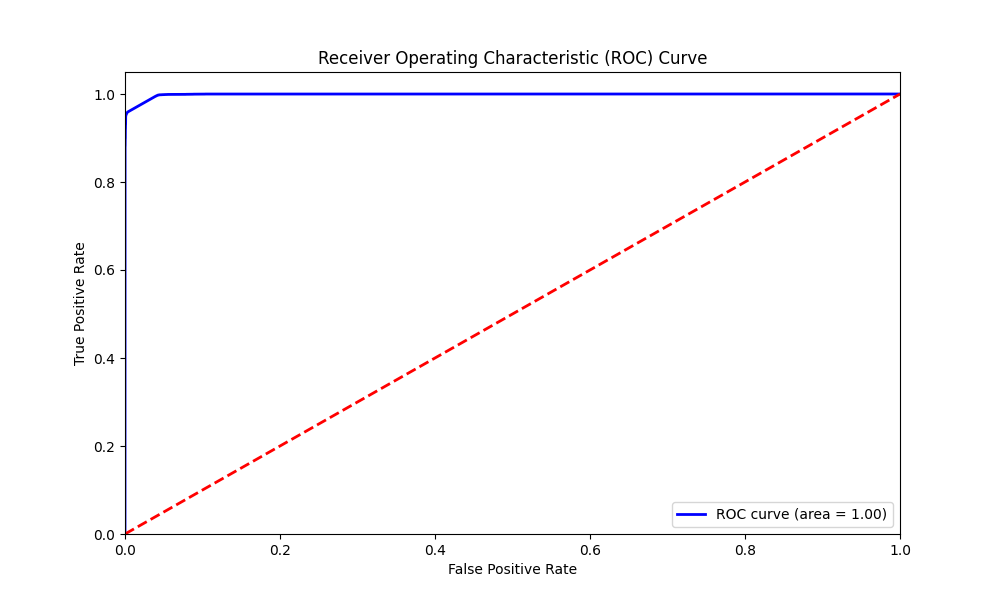 Receiver Operating Characteristic (ROC) Curve
1.0
0.8
0.6
0.4
0.2
0.0
True Positive Rate
ROC curve (area = 1.00)
0.0 0.2 0.4 0.6 0.8 1.0
False Positive Rate